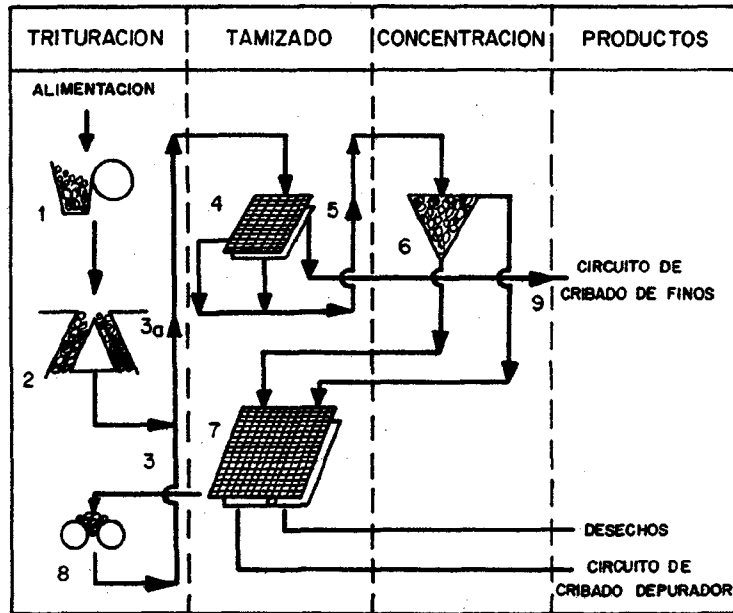 TRITURACION
TAMIZADO
CONCENTRACION
PRODUCTOS
ALIMENTACION
1
2
3a
3
8
4
5
6
7
9
CIRCUITO DE
CRIBADO DE FINOS
DESECHOS
CIRCUITO DE
CRIBADO DEPURADOR